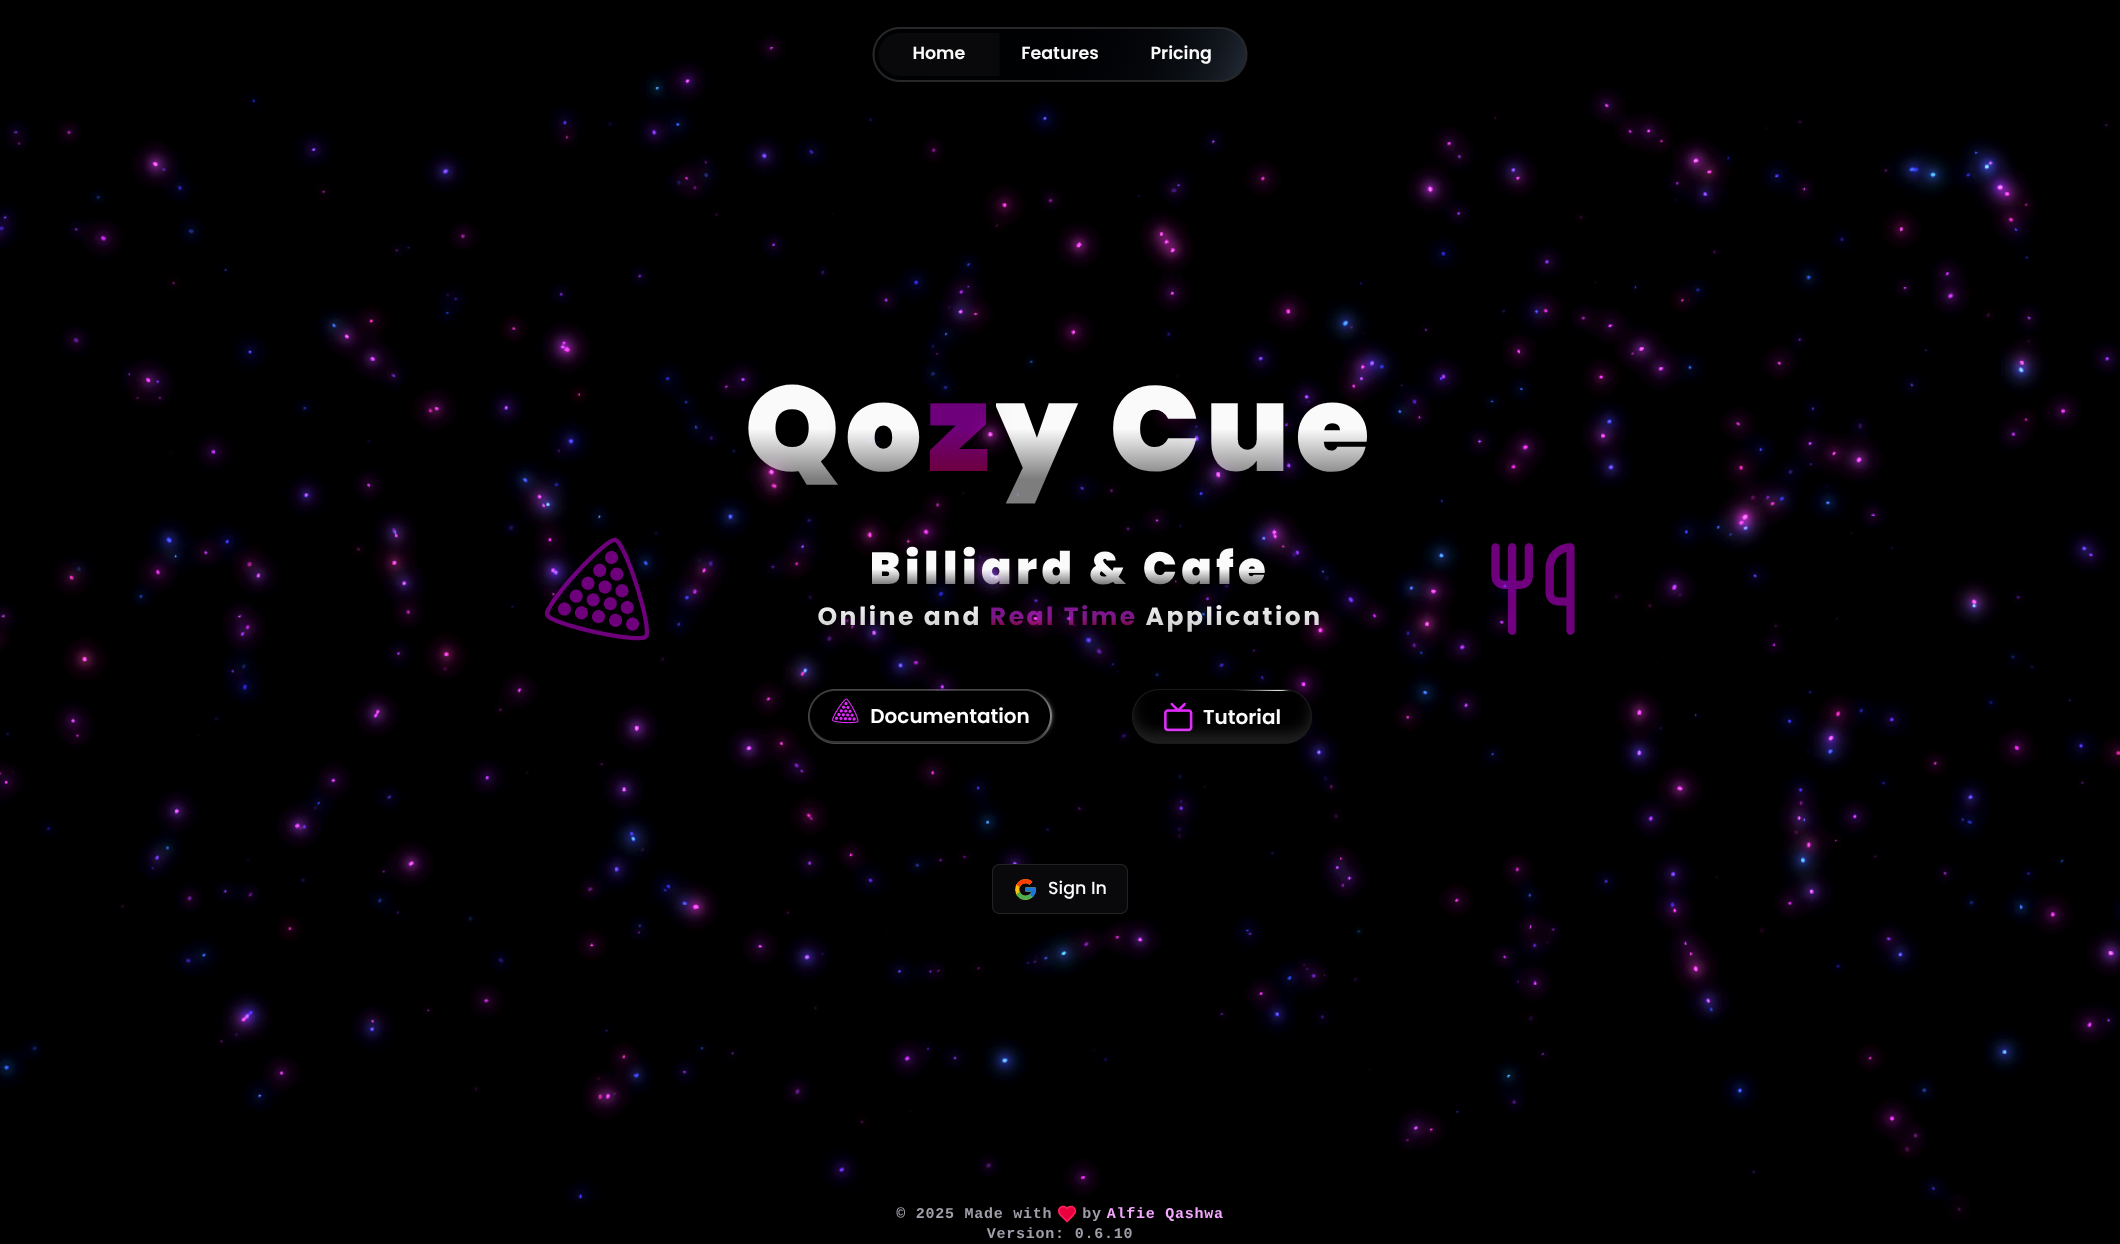 Home Features Pricing
Qozy Cue
Billiard & Cafe
Online and Real Time Application
Documentation Tutorial
Sign In
© 2025 Made with ❤ by Alfie Qashwa
Version: 0.6.10